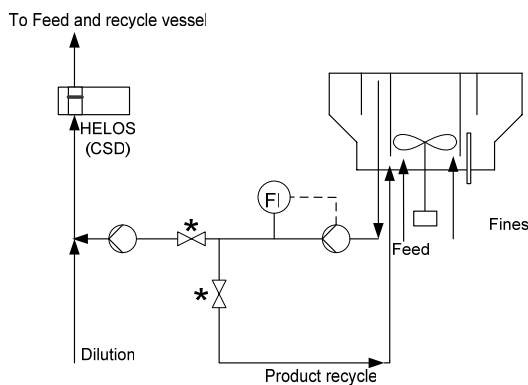 To Feed and recycle vessel
HELOS
(CSD)
*
FI
*
Feed
Fines
Dilution
Product recycle